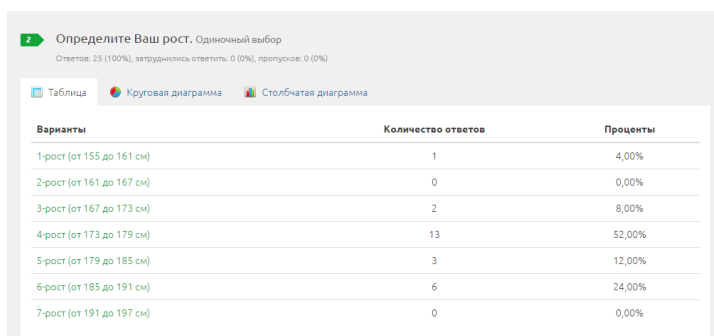 2 Определите Ваш рост. Одиночный выбор
Ответов: 25 (100%), затруднились ответить: 0 (0%), пропусков: 0 (0%)
Таблица Круговая диаграмма Столбчатая диаграмма
Варианты Количество ответов Проценты
1-рост (от 155 до 161 см) 1 4,00%
2-рост (от 161 до 167 см) 0 0,00%
3-рост (от 167 до 173 см) 2 8,00%
4-рост (от 173 до 179 см) 13 52,00%
5-рост (от 179 до 185 см) 3 12,00%
6-рост (от 185 до 191 см) 6 24,00%
7-рост (от 191 до 197 см) 0 0,00%